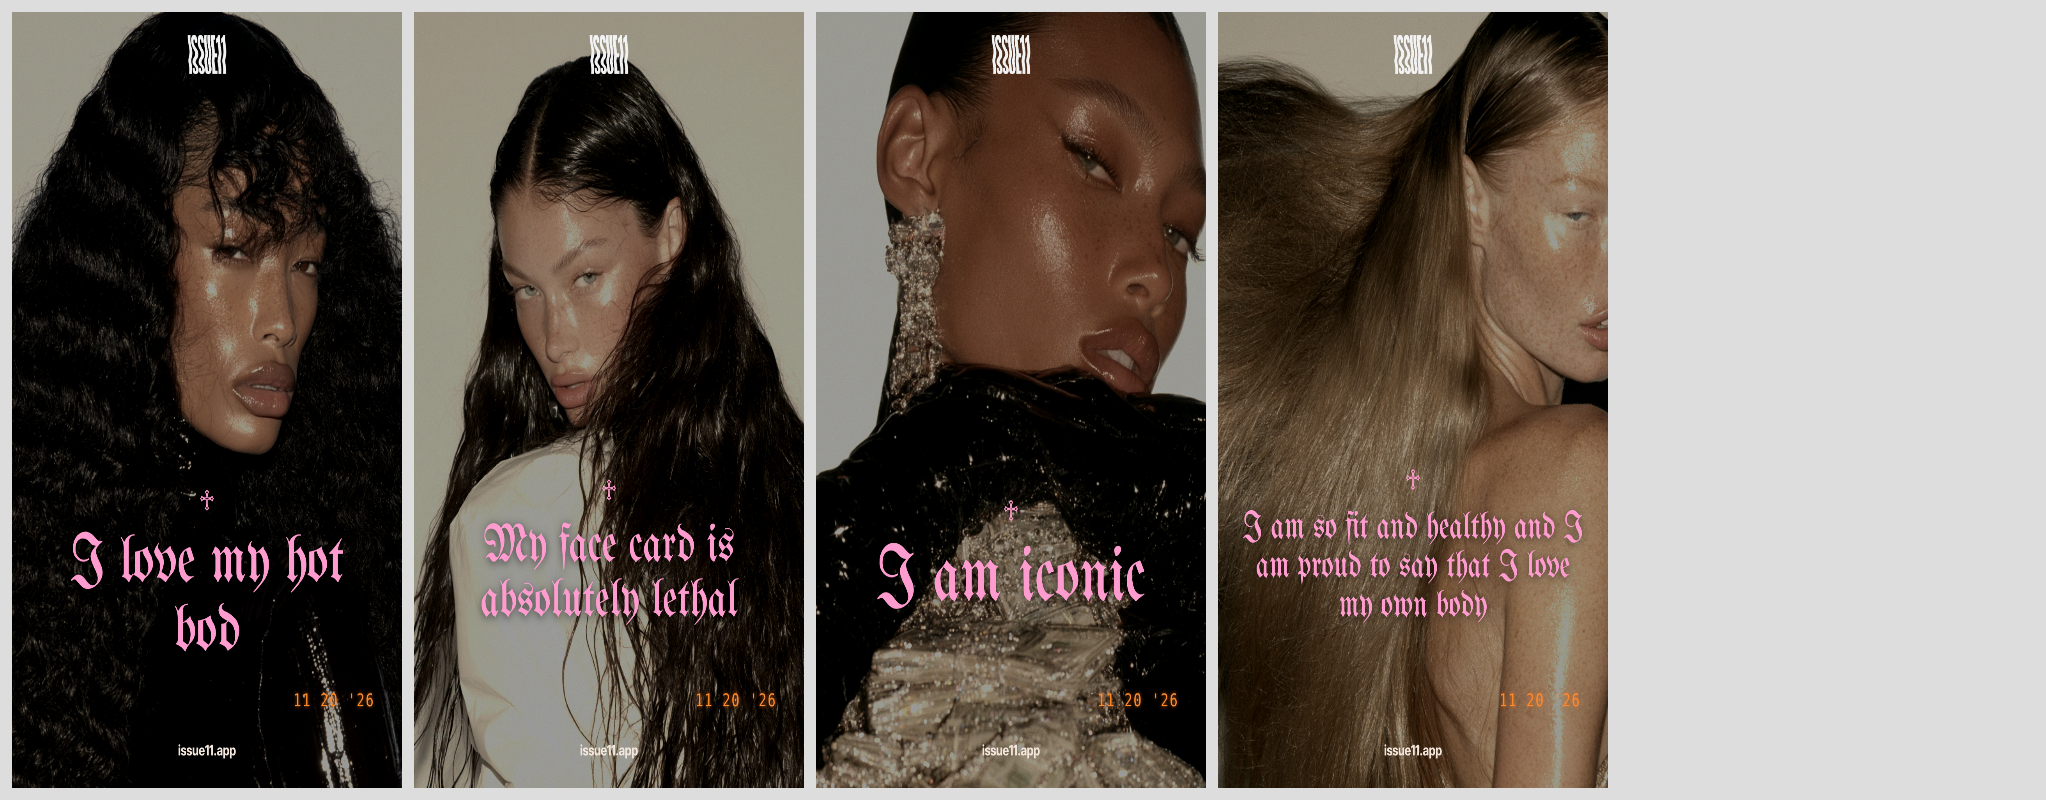 ISSUE11
I love my hot
bod
11 20 '26
issue11.app
ISSUE11
My face card is
absolutely lethal
11 20 '26
issue11.app
ISSUE11
I am iconic
11 20 '26
issue11.app
ISSUE11
I am so fit and healthy and I
am proud to say that I love
my own body
11 20 '26
issue11.app